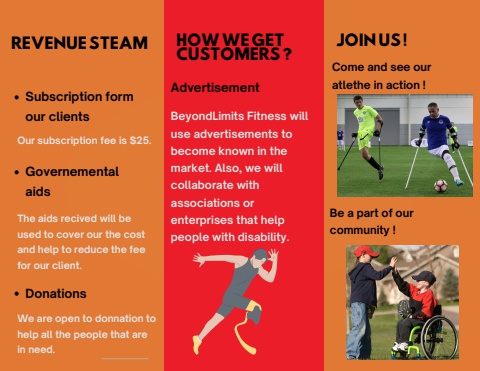 REVENUE STEAM
Subscription form
our clients
Our subscription fee is $25.
Governemental
aids
The aids recived will be
used to cover our the cost
and help to reduce the fee
for our client.
Donations
We are open to donnation to
help all the people that are
in need.
HOW WE GET
CUSTOMERS ?
Advertisement
BeyondLimits Fitness will
use advertisements to
become known in the
market. Also, we will
collaborate with
associations or
enterprises that help
people with disability.
JOIN US !
Come and see our
atlethe in action !
Be a part of our
community !